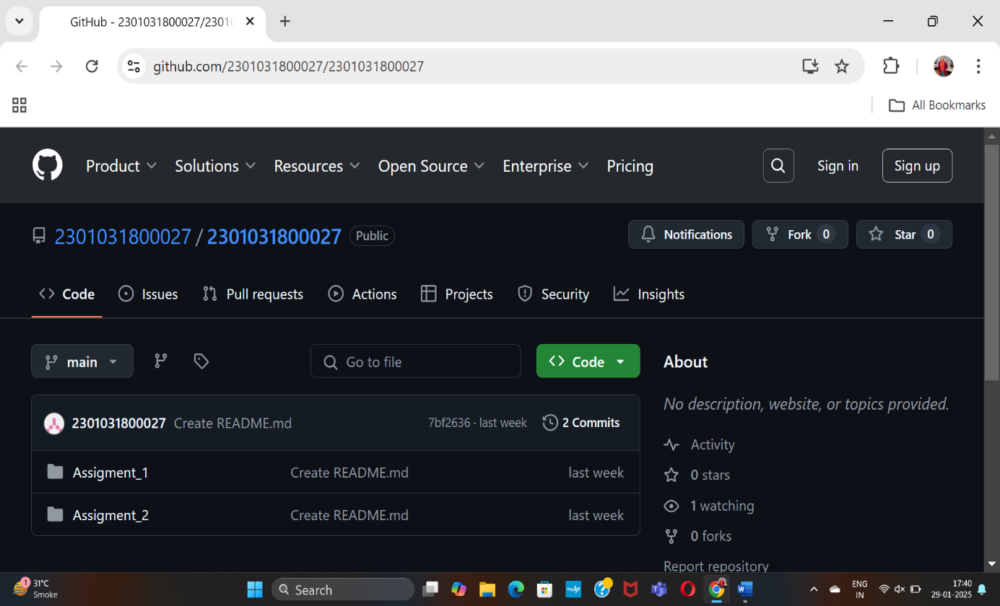 GitHub - 2301031800027/2301
github.com/2301031800027/2301031800027
All Bookmarks
Product Solutions Resources Open Source Enterprise Pricing Sign in Sign up
2301031800027 / 2301031800027 Public Notifications Fork 0 Star 0
Code Issues Pull requests Actions Projects Security Insights
main Go to file Code About
No description, website, or topics provided.
2301031800027 Create README.md 7bf2636 · last week 2 Commits
Activity
Assigment_1 Create README.md last week
0 stars
1 watching
Assigment_2 Create README.md last week
0 forks
Report repository
1 31°C
Smoke
Search
myhp
ENG
IN
17:40
29-01-2025